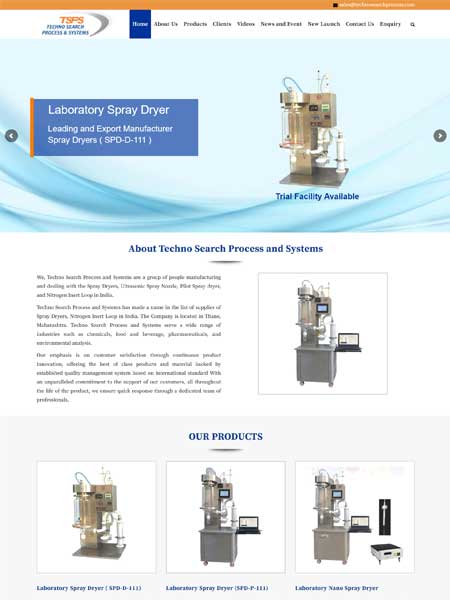 sales@technosearchprocess.com
TSPS
TECHNO SEARCH
PROCESS & SYSTEMS
Home About Us Products Clients Videos News and Event New Launch Contact Us Enquiry
Laboratory Spray Dryer
Leading and Export Manufacturer
Spray Dryers ( SPD-D-111 )
Trial Facility Available
About Techno Search Process and Systems
We, Techno Search Process and Systems are a group of people manufacturing
and dealing with the Spray Dryers, Ultrasonic Spray Nozzle, Pilot Spray dryer,
and Nitrogen Inert Loop in India.
Techno Search Process and Systems has made a name in the list of supplier of
Spray Dryers, Nitrogen Inert Loop in India. The Company is located in Thane,
Maharashtra. Techno Search Process and Systems serve a wide range of
industries such as chemicals, food and beverage, pharmaceuticals, and
environmental analysis.
Our emphasis is on customer satisfaction through continuous product
innovation, offering the best of class products and material backed by
established quality management system based on international standard With
an unparalleled commitment to the support of our customers, all throughout
the life of the product, we ensure quick response through a dedicated team of
professionals.
OUR PRODUCTS
Laboratory Spray Dryer ( SPD-D-111)
Laboratory Spray Dryer (SPD-P-111)
Laboratory Nano Spray Dryer